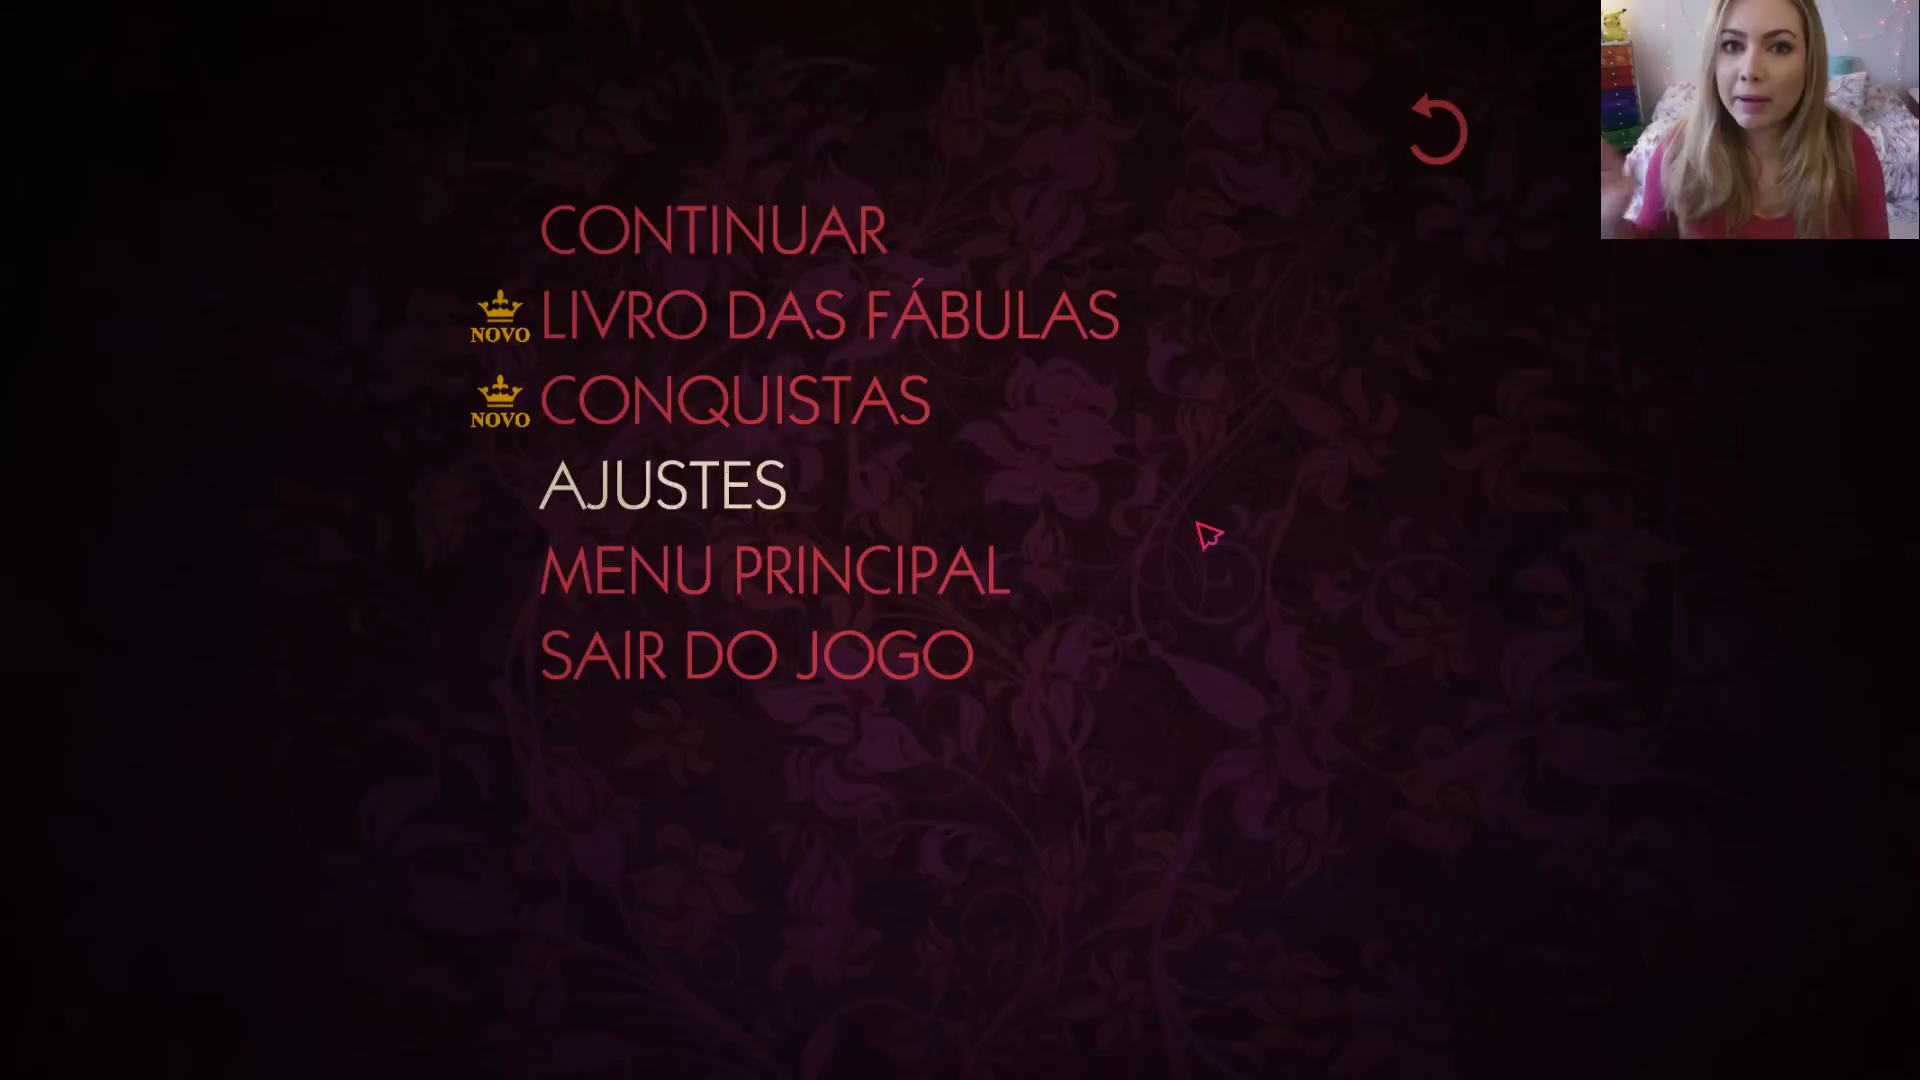 CONTINUAR
NOVO LIVRO DAS FÁBULAS
NOVO CONQUISTAS
AJUSTES
MENU PRINCIPAL
SAIR DO JOGO